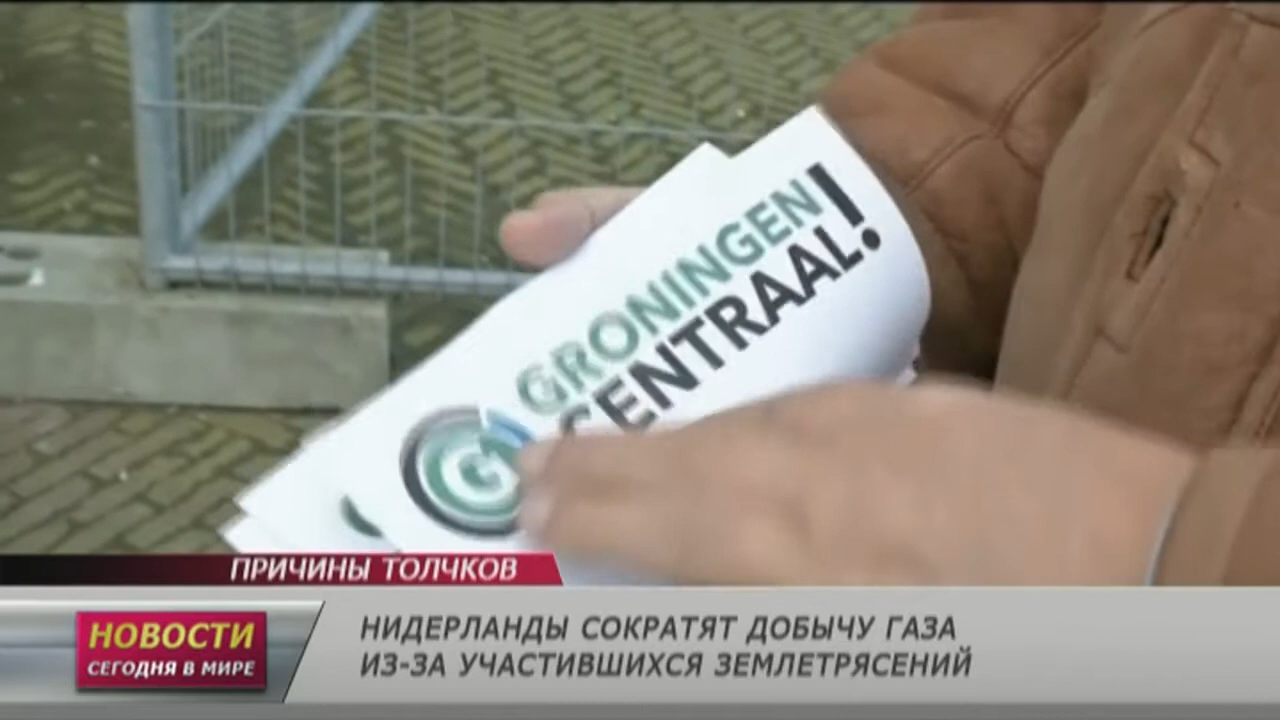 GRONINGEN
CENTRAAL!
G
ПРИЧИНЫ ТОЛЧКОВ
НОВОСТИ
СЕГОДНЯ В МИРЕ
НИДЕРЛАНДЫ СОКРАТЯТ ДОБЫЧУ ГАЗА
ИЗ-ЗА УЧАСТИВШИХСЯ ЗЕМЛЕТРЯСЕНИЙ